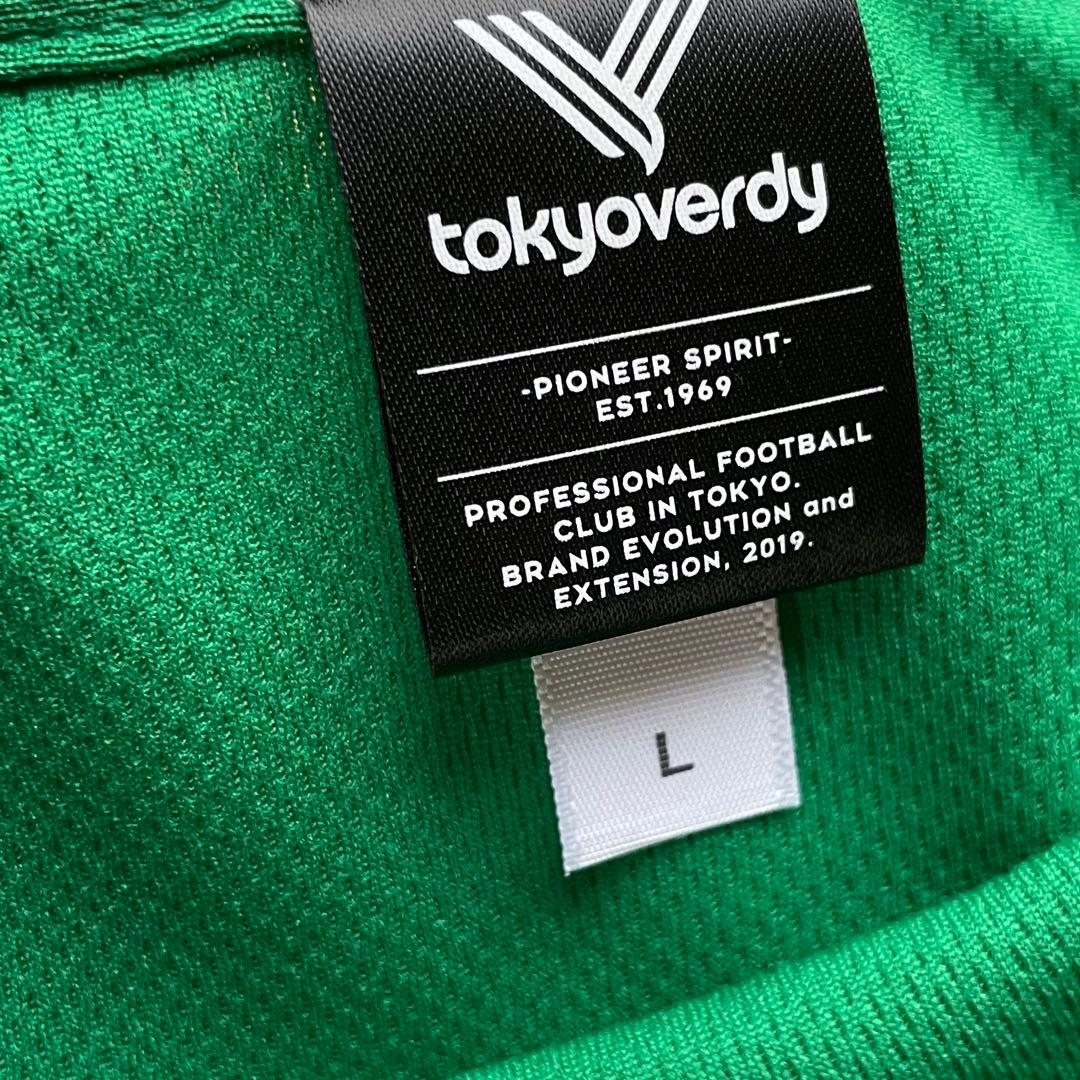 tokyoverdy
-PIONEER SPIRIT-
EST.1969
PROFESSIONAL FOOTBALL
CLUB IN TOKYO.
BRAND EVOLUTION and
EXTENSION, 2019.
L